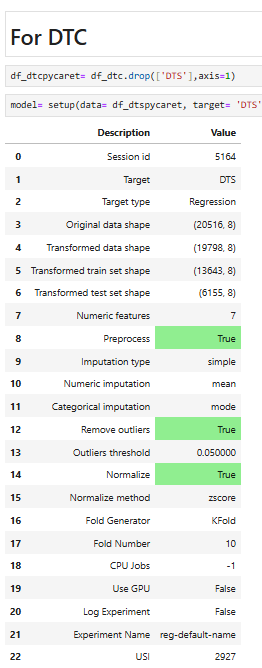 For DTC
df_dtcpycaret= df_dtc.drop(['DTS'],axis=1)
model= setup(data= df_dtspycaret, target= 'DTS'
Description Value
0 Session id 5164
1 Target DTS
2 Target type Regression
3 Original data shape (20516, 8)
4 Transformed data shape (19798, 8)
5 Transformed train set shape (13643, 8)
6 Transformed test set shape (6155, 8)
7 Numeric features 7
8 Preprocess True
9 Imputation type simple
10 Numeric imputation mean
11 Categorical imputation mode
12 Remove outliers True
13 Outliers threshold 0.050000
14 Normalize True
15 Normalize method zscore
16 Fold Generator KFold
17 Fold Number 10
18 CPU Jobs -1
19 Use GPU False
20 Log Experiment False
21 Experiment Name reg-default-name
22 USI 2927